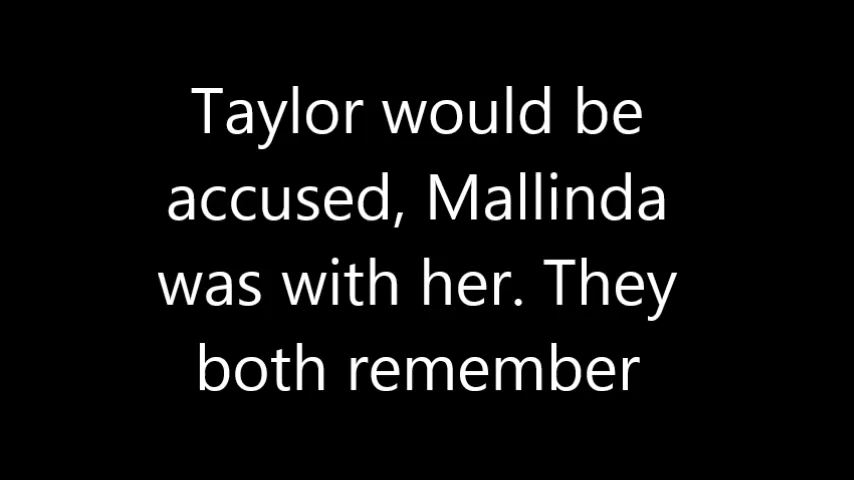 Taylor would be
accused, Mallinda
was with her. They
both remember